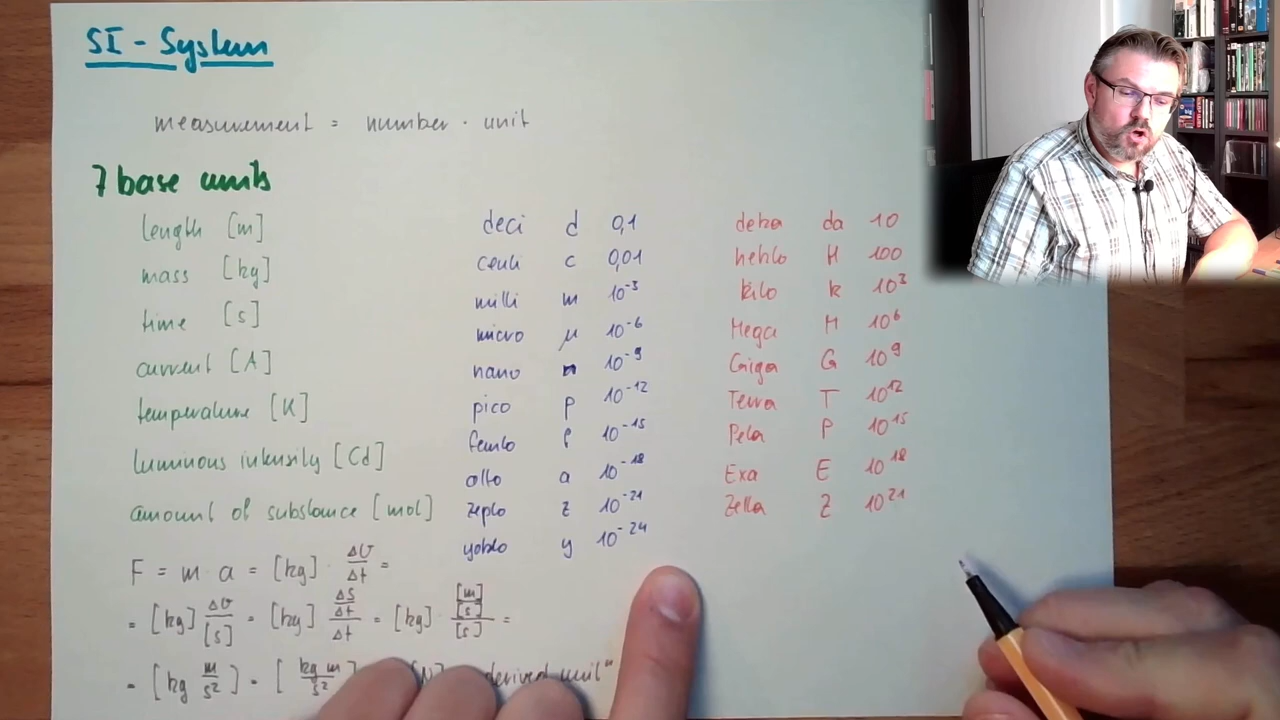 SI - System
measurement = number · unit
7 base units
length [m]
mass [kg]
time [s]
current [A]
temperature [K]
luminous intensity [Cd]
amount of substance [mol]
deci d 0,1
centi c 0,01
milli m 10⁻³
micro μ 10⁻⁶
nano n 10⁻⁹
pico p 10⁻¹²
femto f 10⁻¹⁵
atto a 10⁻¹⁸
zepto z 10⁻²¹
yokto y 10⁻²⁴
deka da 10
hekto H 100
kilo k 10³
Mega M 10⁶
Giga G 10⁹
Terra T 10¹²
Peta P 10¹⁵
Exa E 10¹⁸
Zetta Z 10²¹
F = m · a = [kg] · Δv/Δt =
= [kg] Δv/[s] = [kg] (Δs/Δt)/Δt = [kg] · ([m]/[s])/[s] =
= [kg m/s²] = [kg m/s²] [N] derived unit"